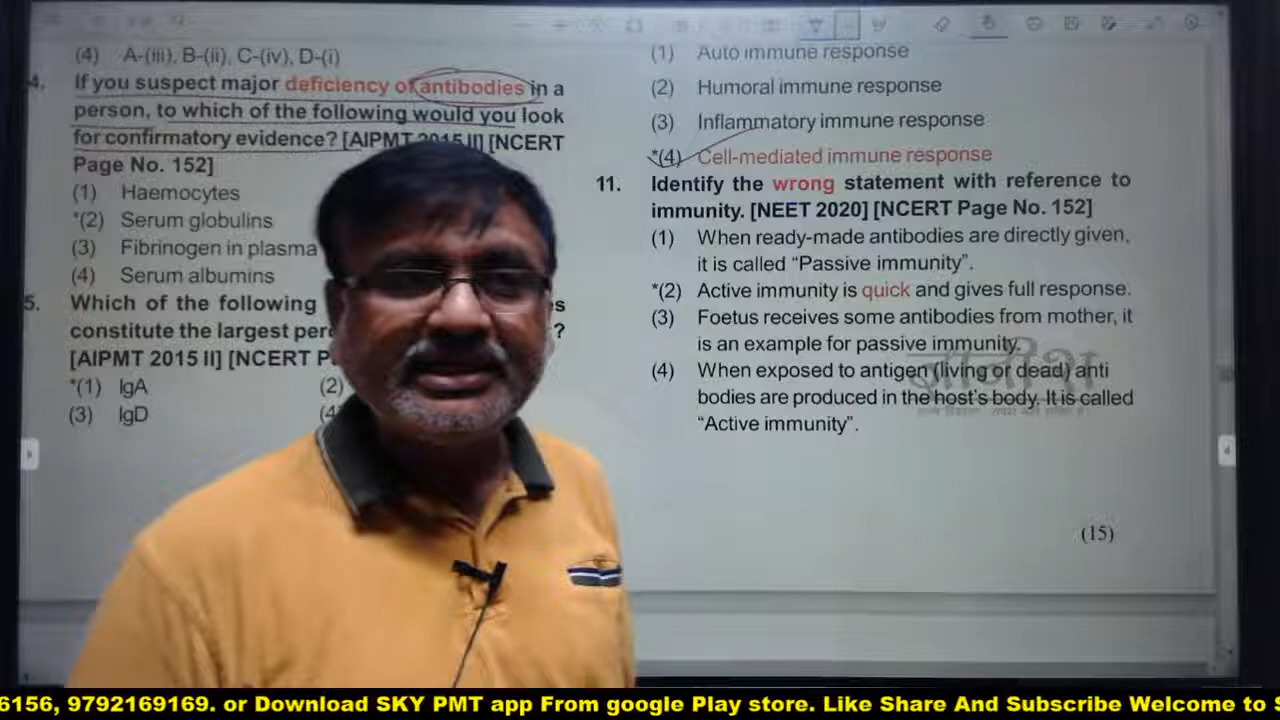 (4) A-(iii), B-(ii), C-(iv), D-(i)
4. If you suspect major deficiency of antibodies in a
person, to which of the following would you look
for confirmatory evidence? [AIPMT 2015 II] [NCERT
Page No. 152]
(1) Haemocytes
*(2) Serum globulins
(3) Fibrinogen in plasma
(4) Serum albumins
5. Which of the following
constitute the largest per ?
[AIPMT 2015 II] [NCERT P
*(1) IgA (2)
(3) IgD
(1) Auto immune response
(2) Humoral immune response
(3) Inflammatory immune response
*(4) Cell-mediated immune response
11. Identify the wrong statement with reference to
immunity. [NEET 2020] [NCERT Page No. 152]
(1) When ready-made antibodies are directly given,
it is called “Passive immunity”.
*(2) Active immunity is quick and gives full response.
(3) Foetus receives some antibodies from mother, it
is an example for passive immunity.
(4) When exposed to antigen (living or dead) anti
bodies are produced in the host’s body. It is called
“Active immunity”.
(15)
6156, 9792169169. or Download SKY PMT app From google Play store. Like Share And Subscribe Welcome to S